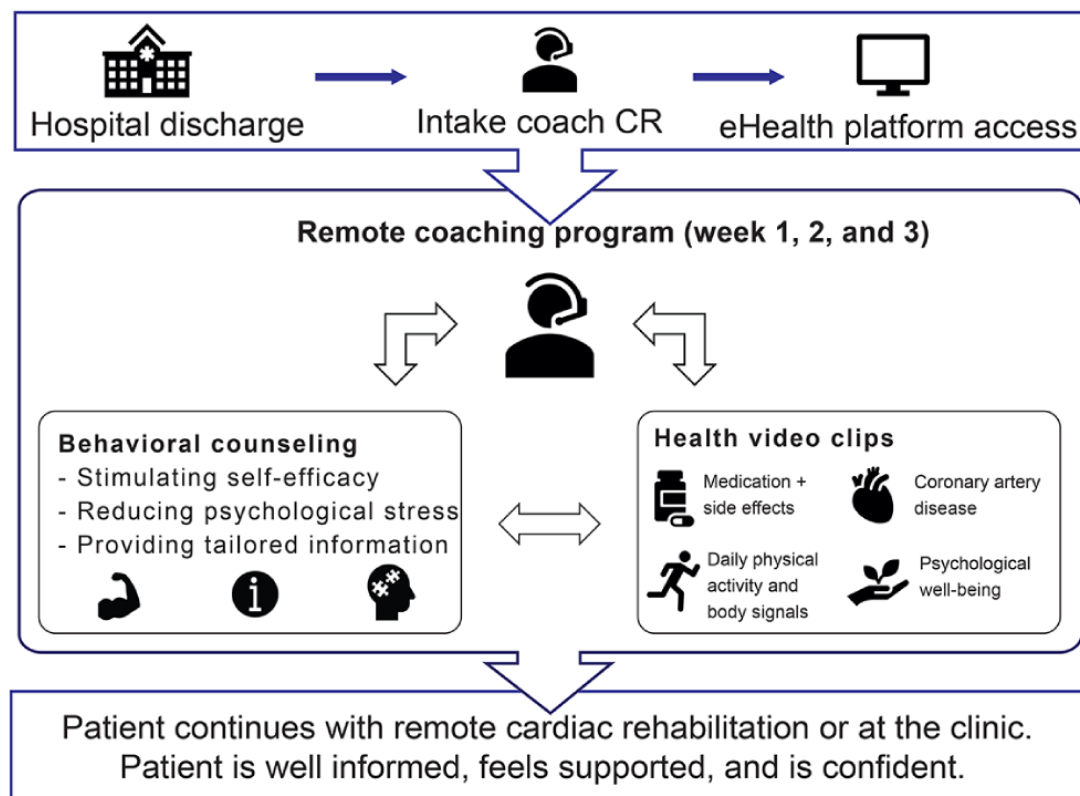 Hospital discharge
Intake coach CR
eHealth platform access
Remote coaching program (week 1, 2, and 3)
Behavioral counseling
- Stimulating self-efficacy
- Reducing psychological stress
- Providing tailored information
Health video clips
Medication +
side effects
Coronary artery
disease
Daily physical
activity and
body signals
Psychological
well-being
Patient continues with remote cardiac rehabilitation or at the clinic.
Patient is well informed, feels supported, and is confident.